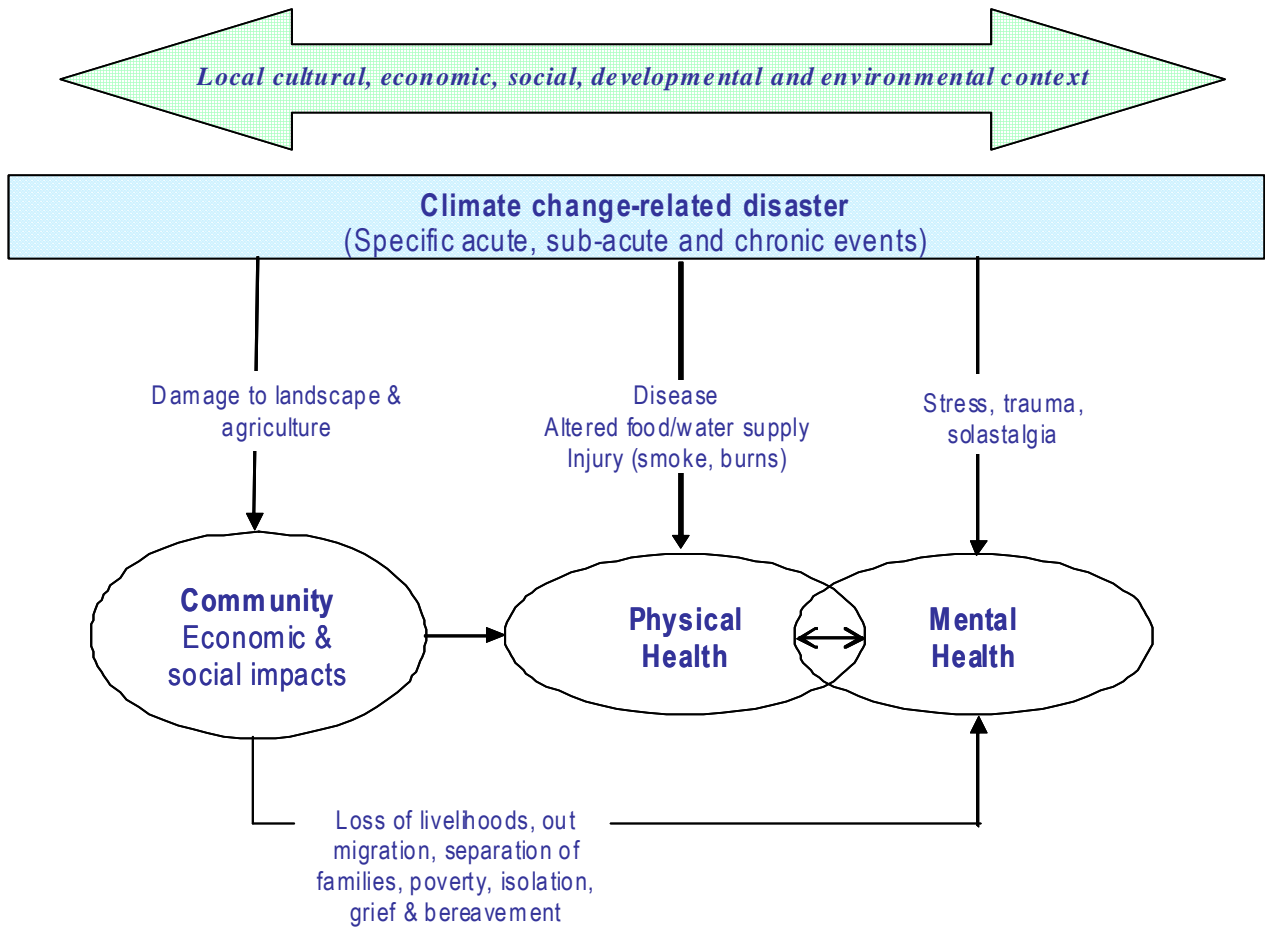 Local cultural, economic, social, developmental and environmental context
Climate change-related disaster
(Specific acute, sub-acute and chronic events)
Damage to landscape &
agriculture
Disease
Altered food/water supply
Injury (smoke, burns)
Stress, trauma,
solastalgia
Community
Economic &
social impacts
Physical
Health
Mental
Health
Loss of livelihoods, out
migration, separation of
families, poverty, isolation,
grief & bereavement